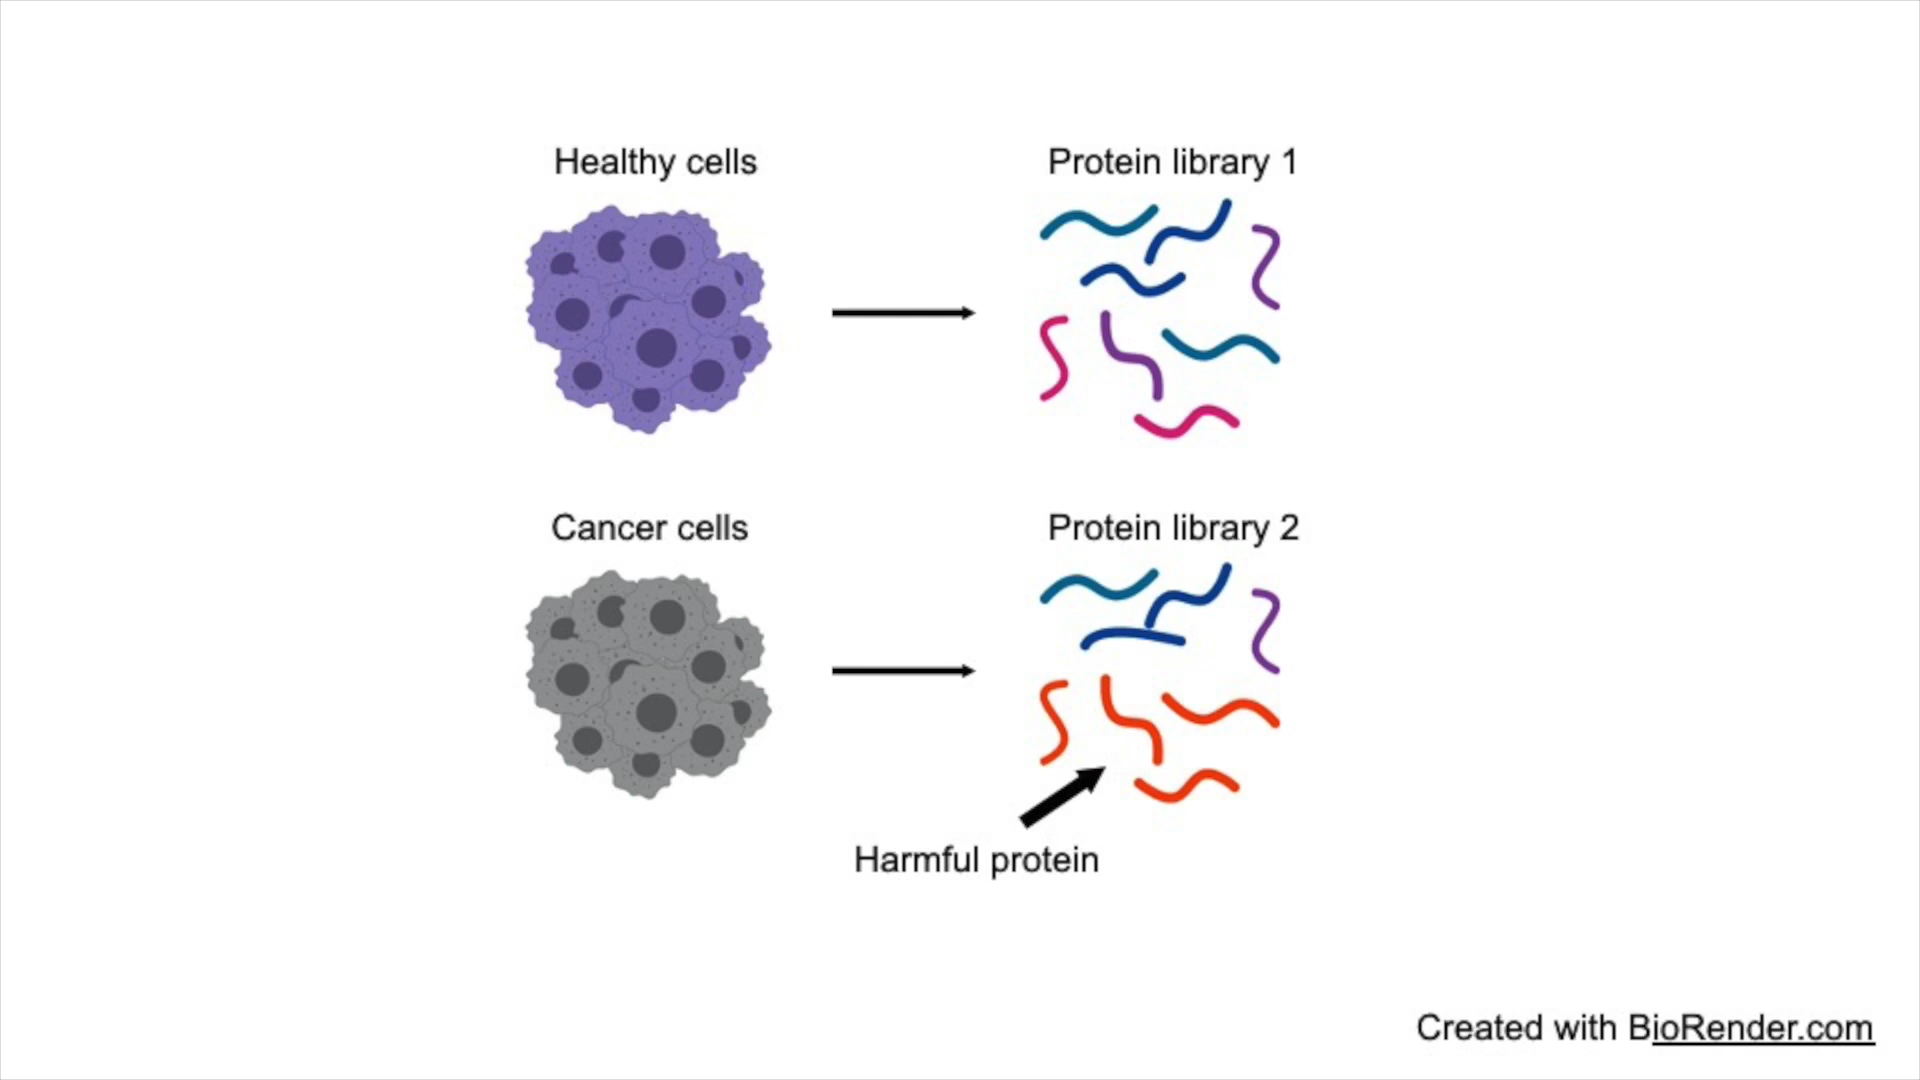 Healthy cells
Protein library 1
Cancer cells
Protein library 2
Harmful protein
Created with BioRender.com